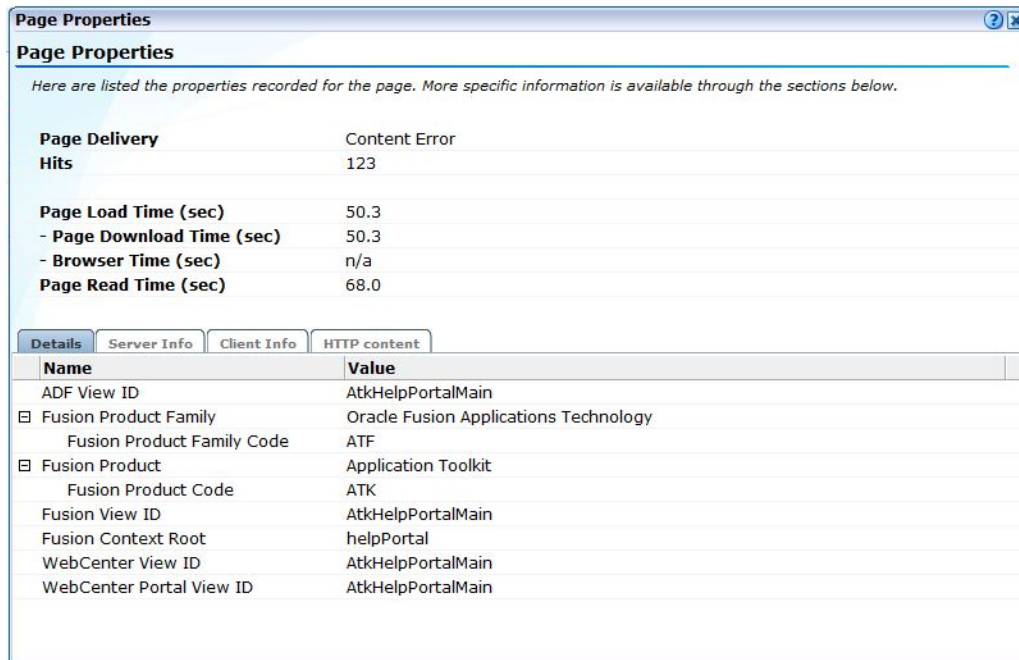 Page Properties
Page Properties
Here are listed the properties recorded for the page. More specific information is available through the sections below.
Page Delivery Content Error
Hits 123
Page Load Time (sec) 50.3
- Page Download Time (sec) 50.3
- Browser Time (sec) n/a
Page Read Time (sec) 68.0
Details Server Info Client Info HTTP content
Name Value
ADF View ID AtkHelpPortalMain
Fusion Product Family Oracle Fusion Applications Technology
Fusion Product Family Code ATF
Fusion Product Application Toolkit
Fusion Product Code ATK
Fusion View ID AtkHelpPortalMain
Fusion Context Root helpPortal
WebCenter View ID AtkHelpPortalMain
WebCenter Portal View ID AtkHelpPortalMain